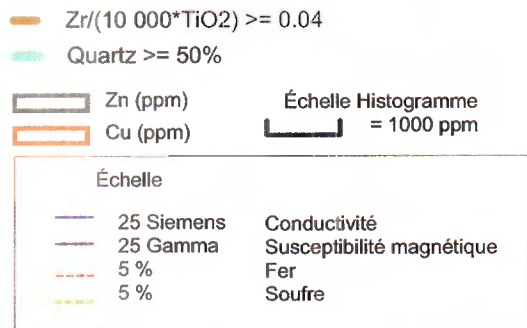 Zr/(10 000*TiO2) >= 0.04
Quartz >= 50%
Zn (ppm)
Cu (ppm)
Échelle Histogramme
= 1000 ppm
Échelle
25 Siemens Conductivité
25 Gamma Susceptibilité magnétique
5 % Fer
5 % Soufre